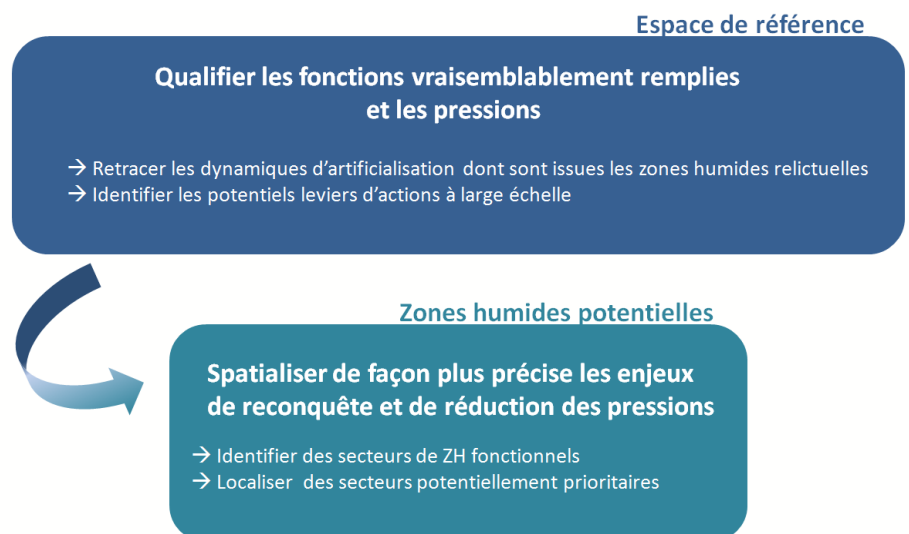 Espace de référence
Qualifier les fonctions vraisemblablement remplies
et les pressions
→ Retracer les dynamiques d'artificialisation dont sont issues les zones humides relictuelles
→ Identifier les potentiels leviers d'actions à large échelle
Zones humides potentielles
Spatialiser de façon plus précise les enjeux
de reconquête et de réduction des pressions
→ Identifier des secteurs de ZH fonctionnels
→ Localiser des secteurs potentiellement prioritaires